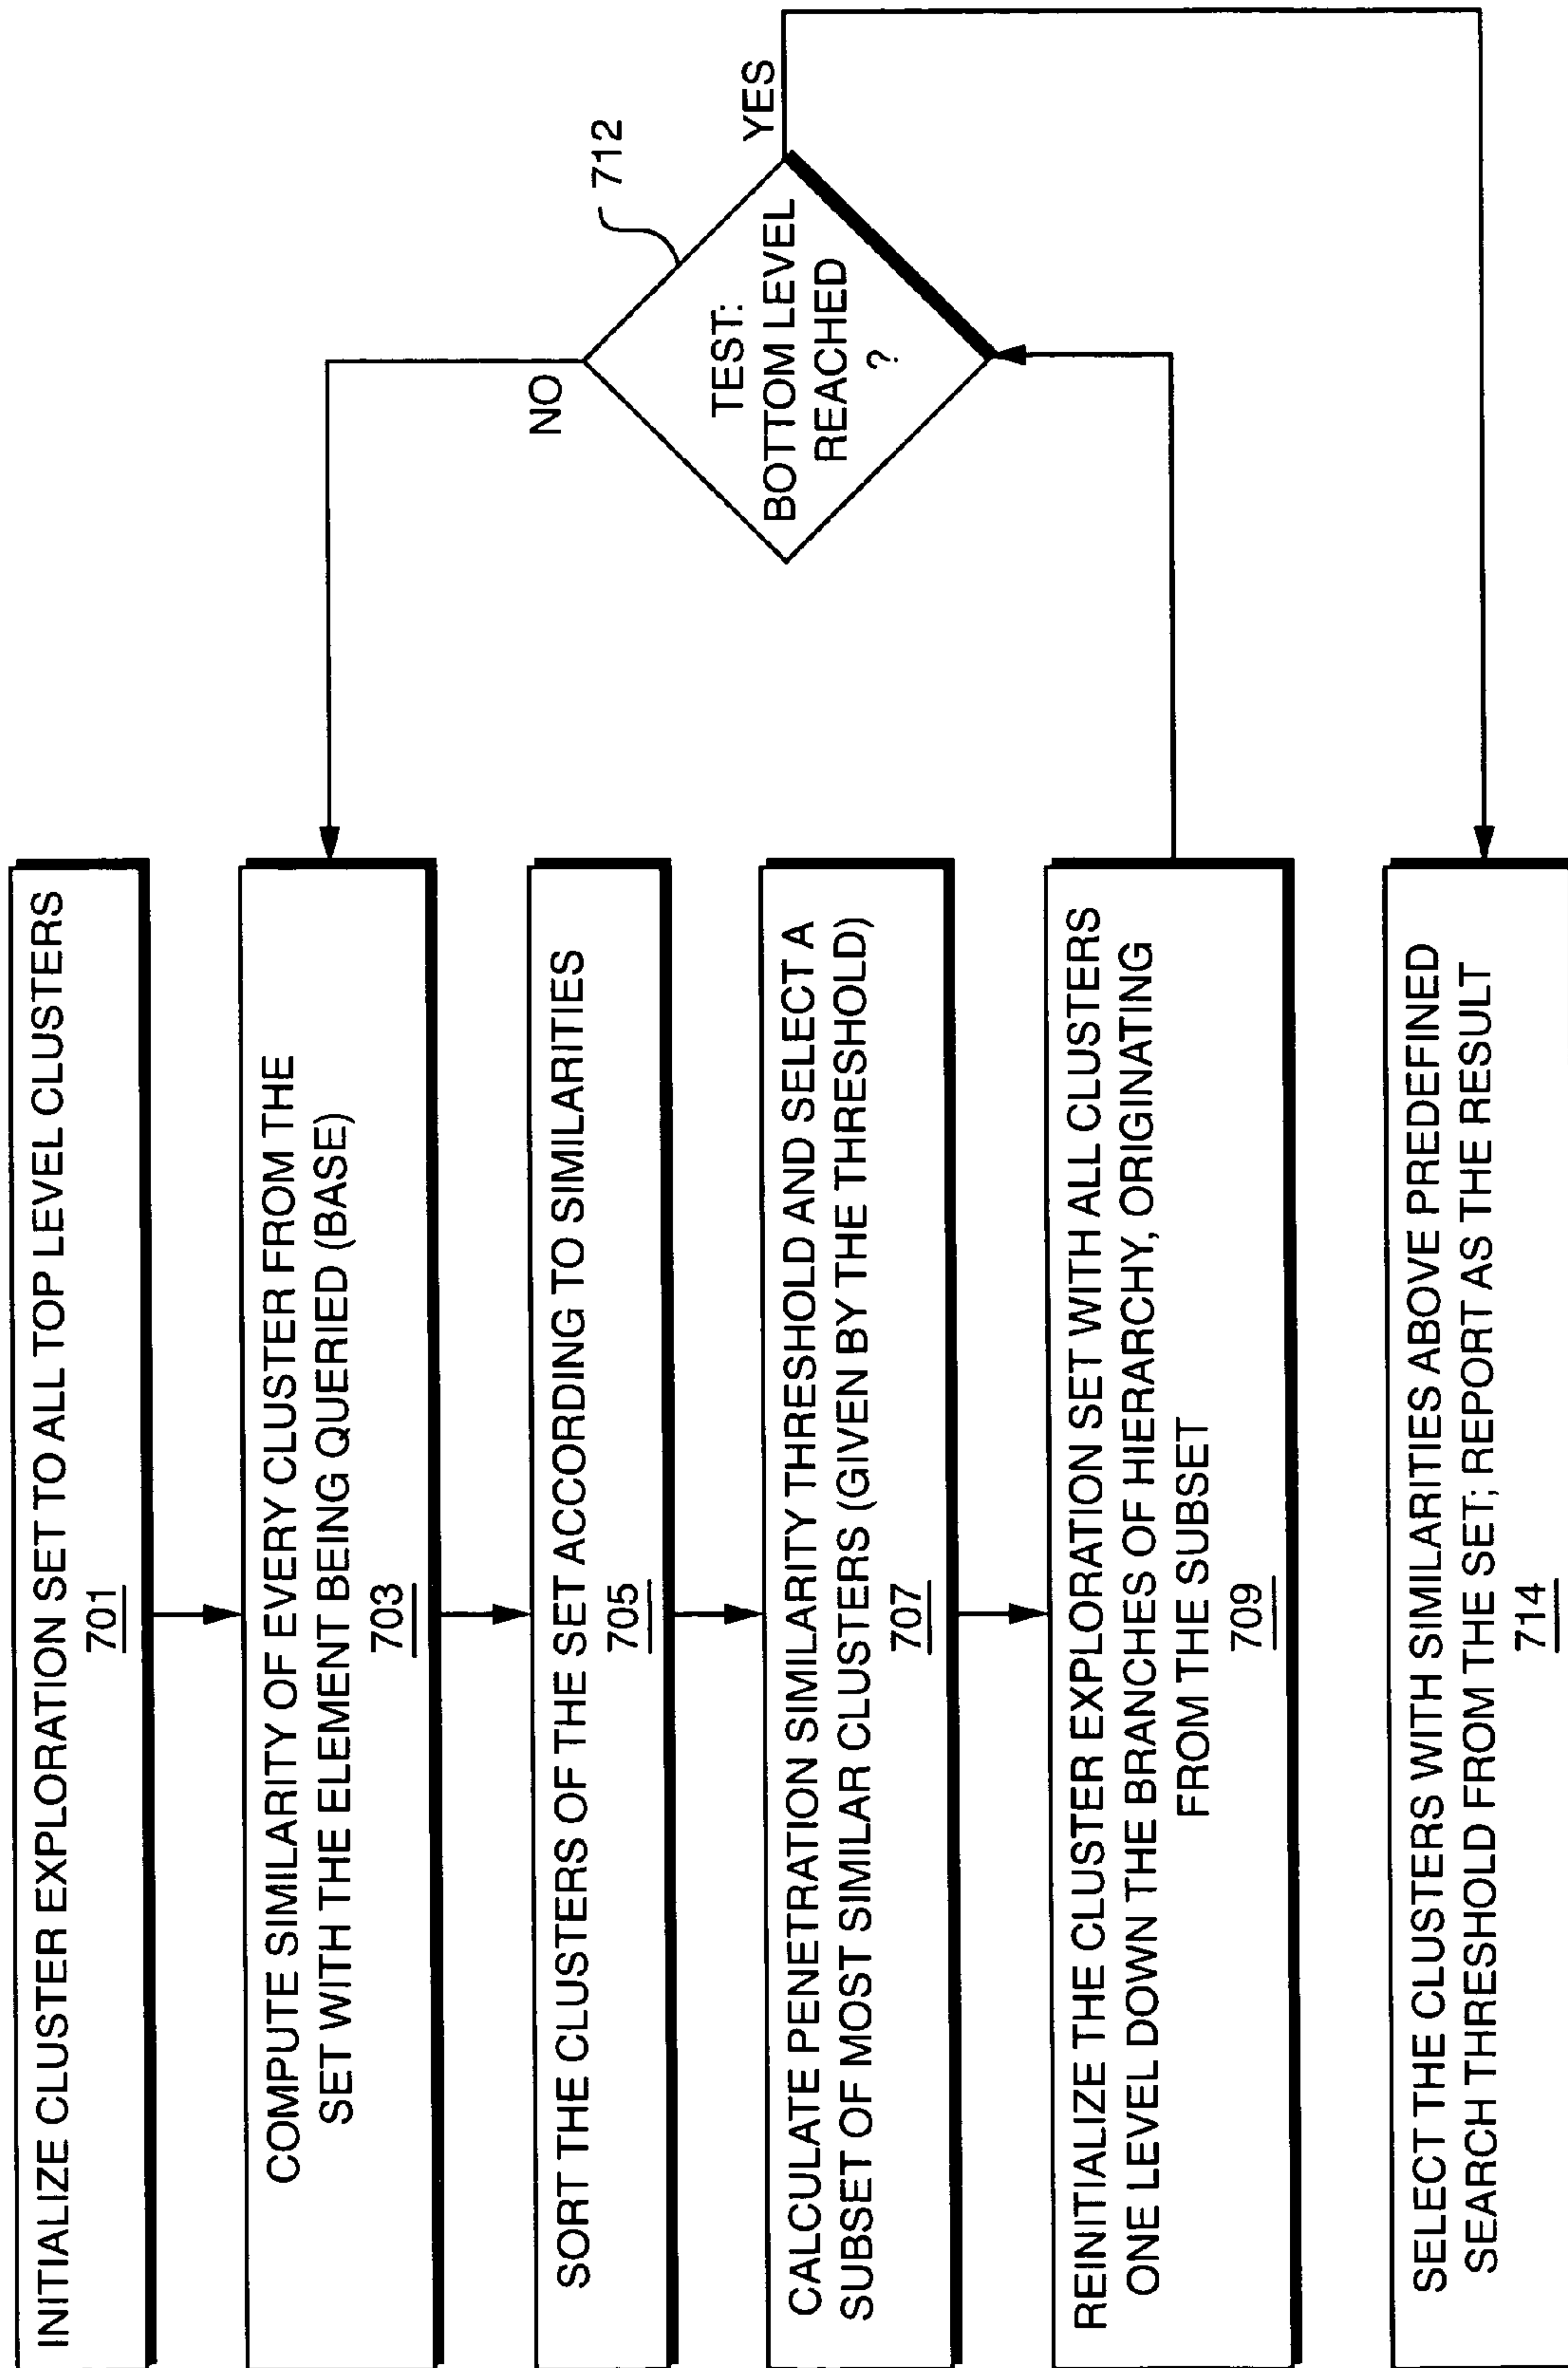 INITIALIZE CLUSTER EXPLORATION SET TO ALL TOP LEVEL CLUSTERS
701
COMPUTE SIMILARITY OF EVERY CLUSTER FROM THE
SET WITH THE ELEMENT BEING QUERIED (BASE)
703
SORT THE CLUSTERS OF THE SET ACCORDING TO SIMILARITIES
705
CALCULATE PENETRATION SIMILARITY THRESHOLD AND SELECT A
SUBSET OF MOST SIMILAR CLUSTERS (GIVEN BY THE THRESHOLD)
707
REINITIALIZE THE CLUSTER EXPLORATION SET WITH ALL CLUSTERS
ONE LEVEL DOWN THE BRANCHES OF HIERARCHY, ORIGINATING
FROM THE SUBSET
709
NO
712
TEST:
BOTTOM LEVEL
REACHED
?
YES
SELECT THE CLUSTERS WITH SIMILARITIES ABOVE PREDEFINED
SEARCH THRESHOLD FROM THE SET; REPORT AS THE RESULT
714